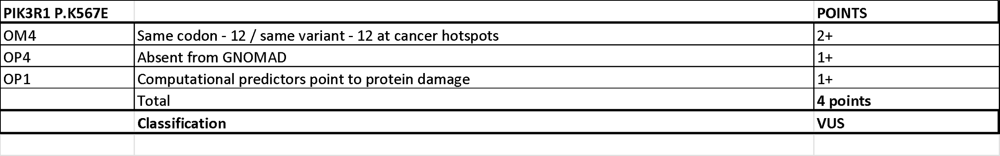 PIK3R1 P.K567E POINTS
OM4 Same codon - 12 / same variant - 12 at cancer hotspots 2+
OP4 Absent from GNOMAD 1+
OP1 Computational predictors point to protein damage 1+
Total 4 points
Classification VUS